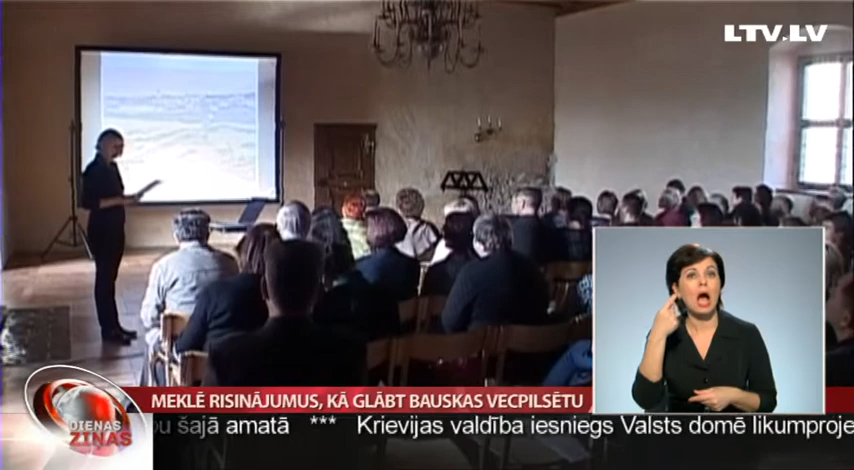 LTV.LV
MEKLĒ RISINĀJUMUS, KĀ GLĀBT BAUSKAS VECPILSĒTU
DIENAS
ZIŅAS
šajā amatā *** Krievijas valdība iesniegs Valsts domē likumproje